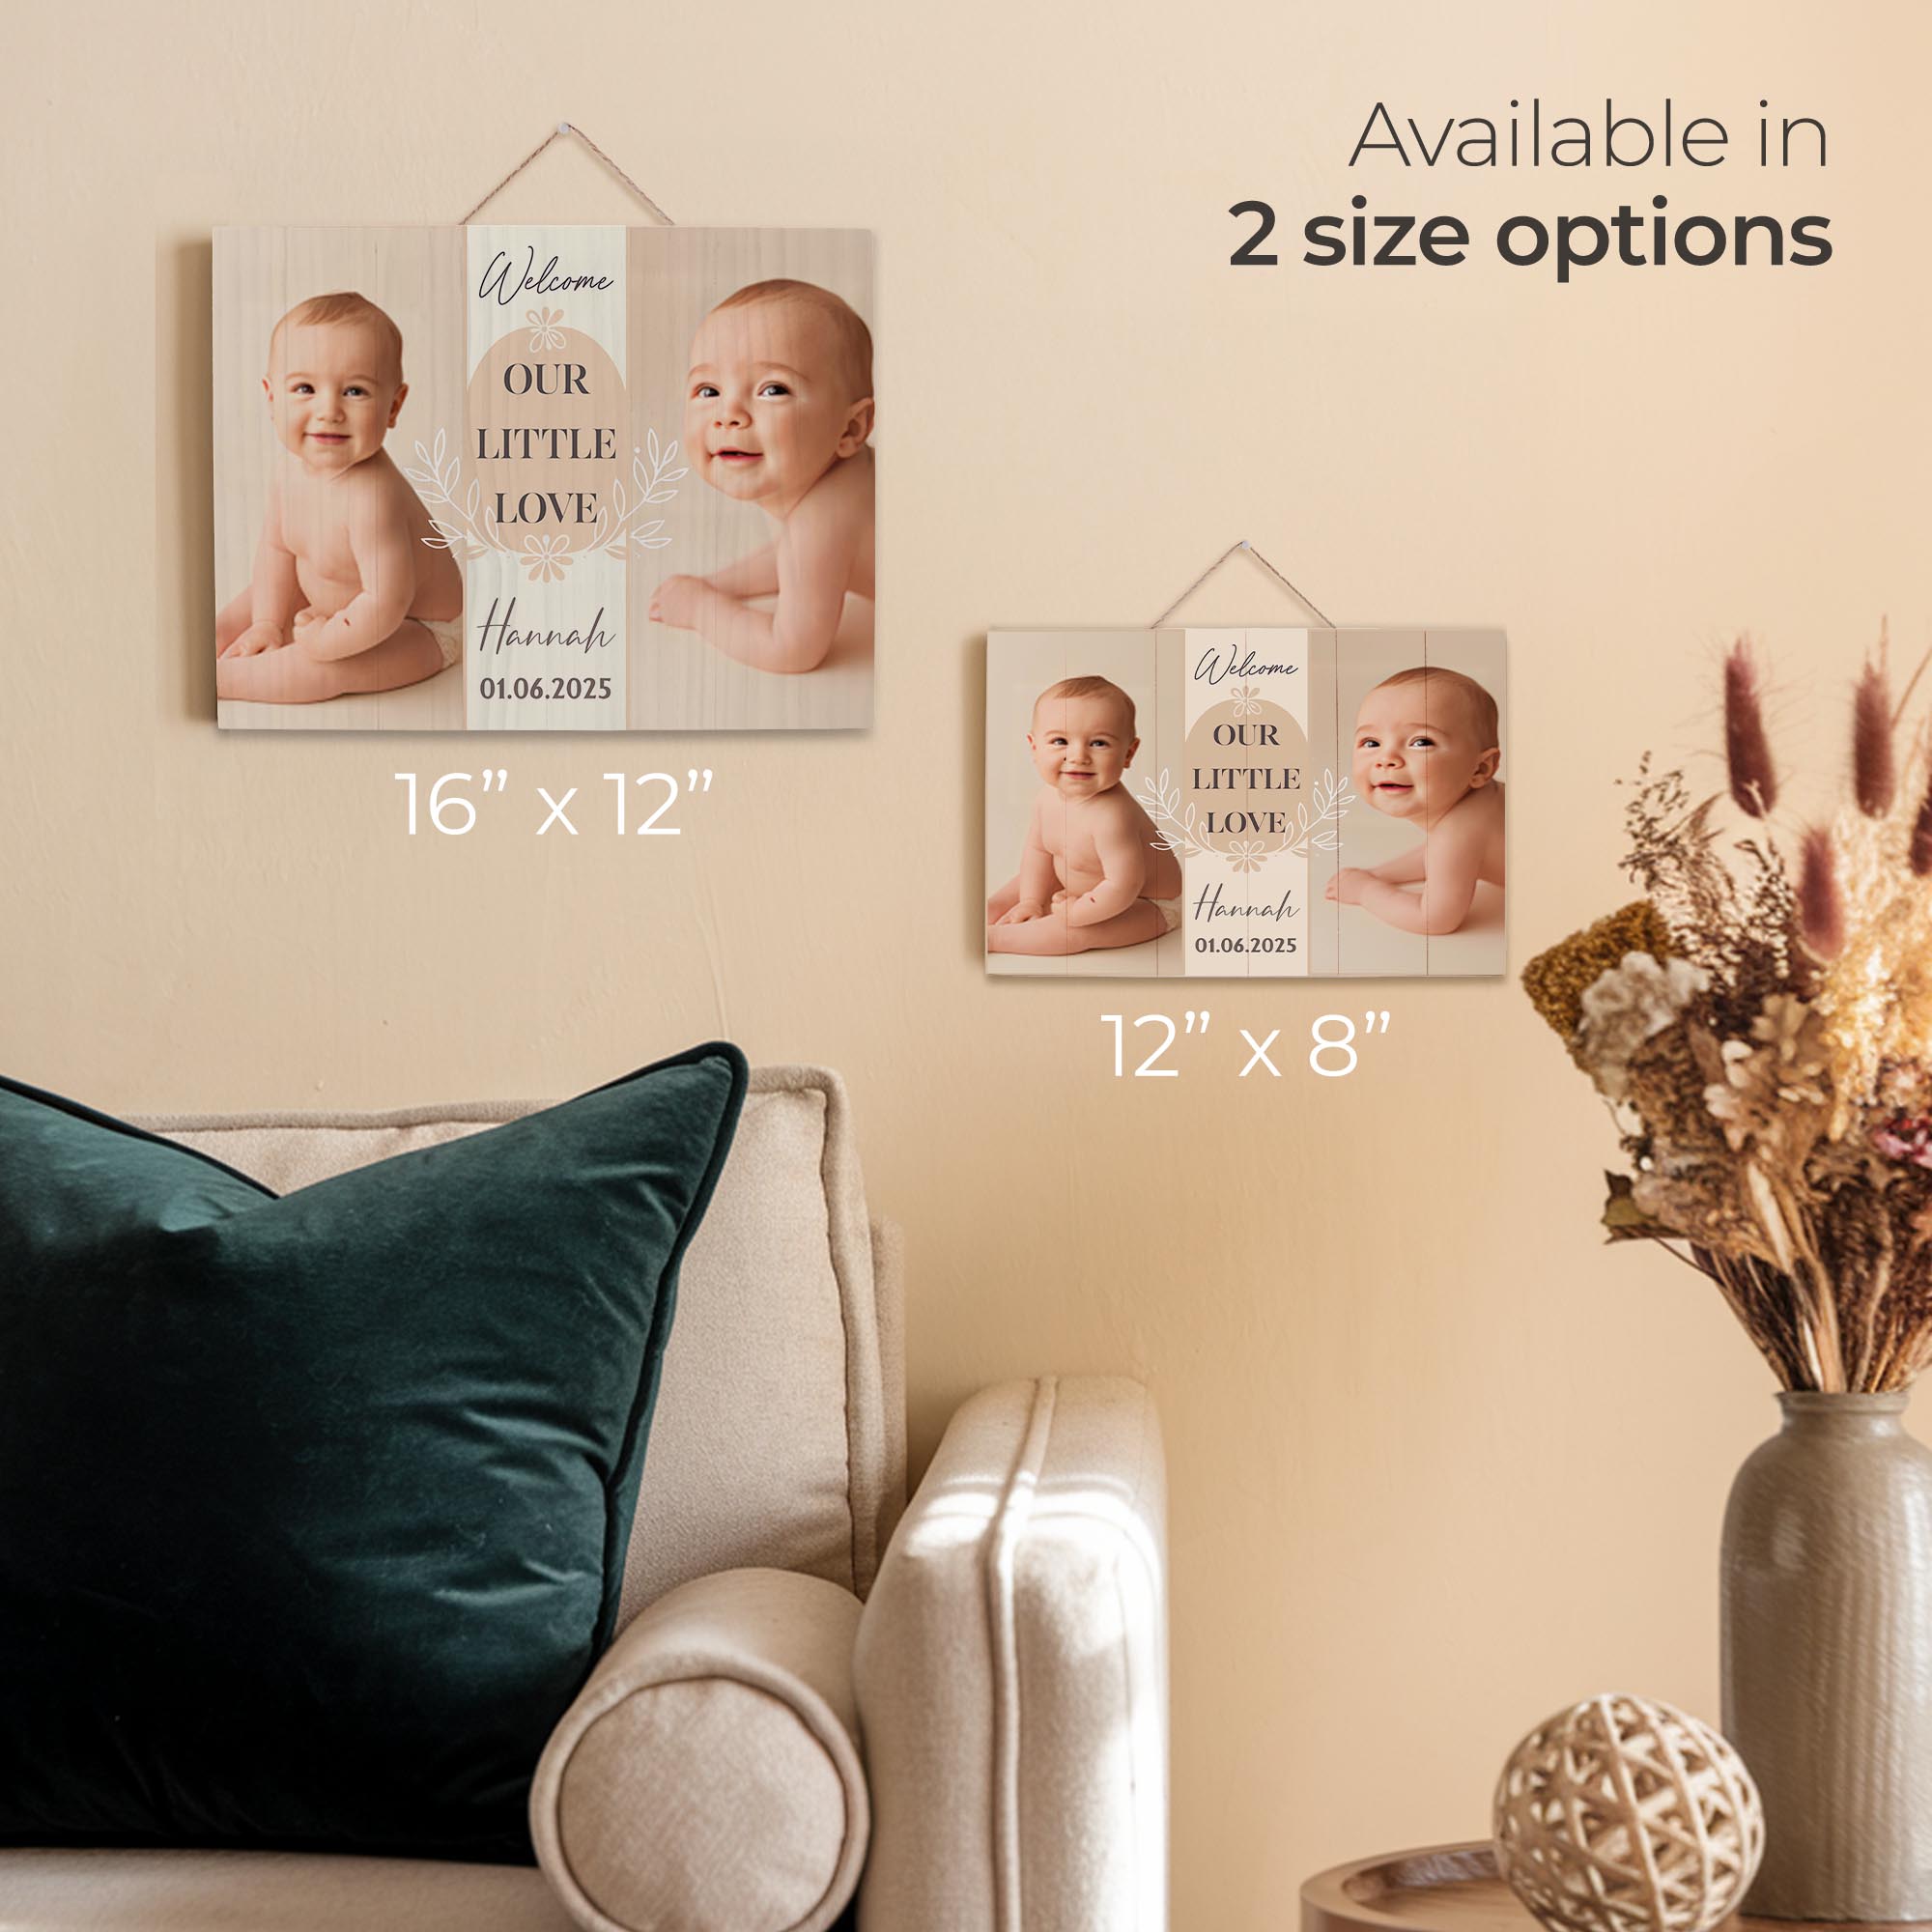 Available in
2 size options
Welcome
OUR
LITTLE
LOVE
Hannah
01.06.2025
16” x 12”
Welcome
OUR
LITTLE
LOVE
Hannah
01.06.2025
12” x 8”